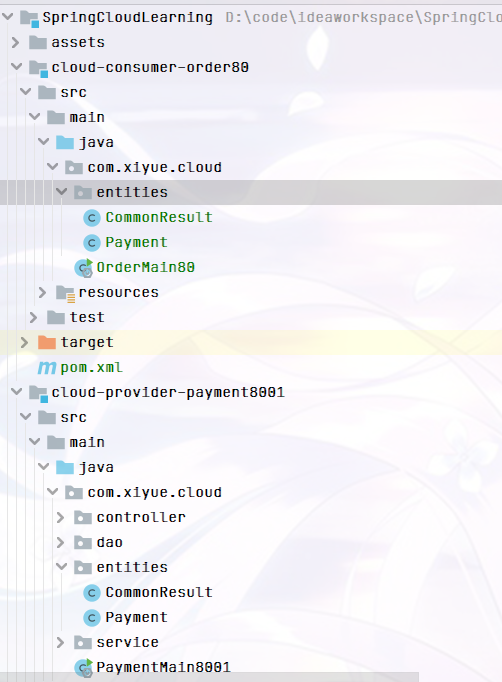 SpringCloudLearning D:\code\ideaworkspace\SpringClo
assets
cloud-consumer-order80
src
main
java
com.xiyue.cloud
entities
CommonResult
Payment
OrderMain80
resources
test
target
pom.xml
cloud-provider-payment8001
src
main
java
com.xiyue.cloud
controller
dao
entities
CommonResult
Payment
service
PaymentMain8001